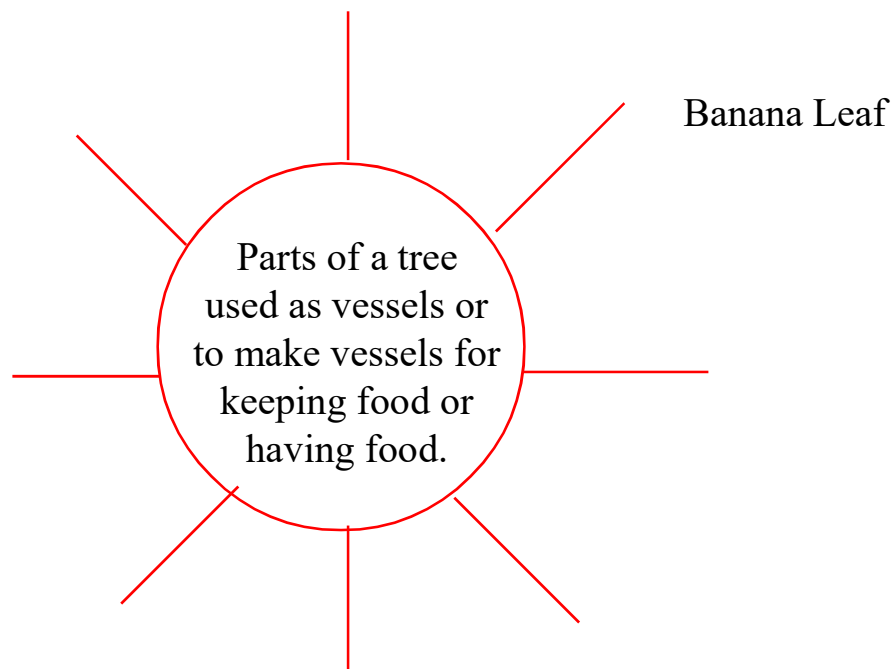 Banana Leaf
Parts of a tree
used as vessels or
to make vessels for
keeping food or
having food.